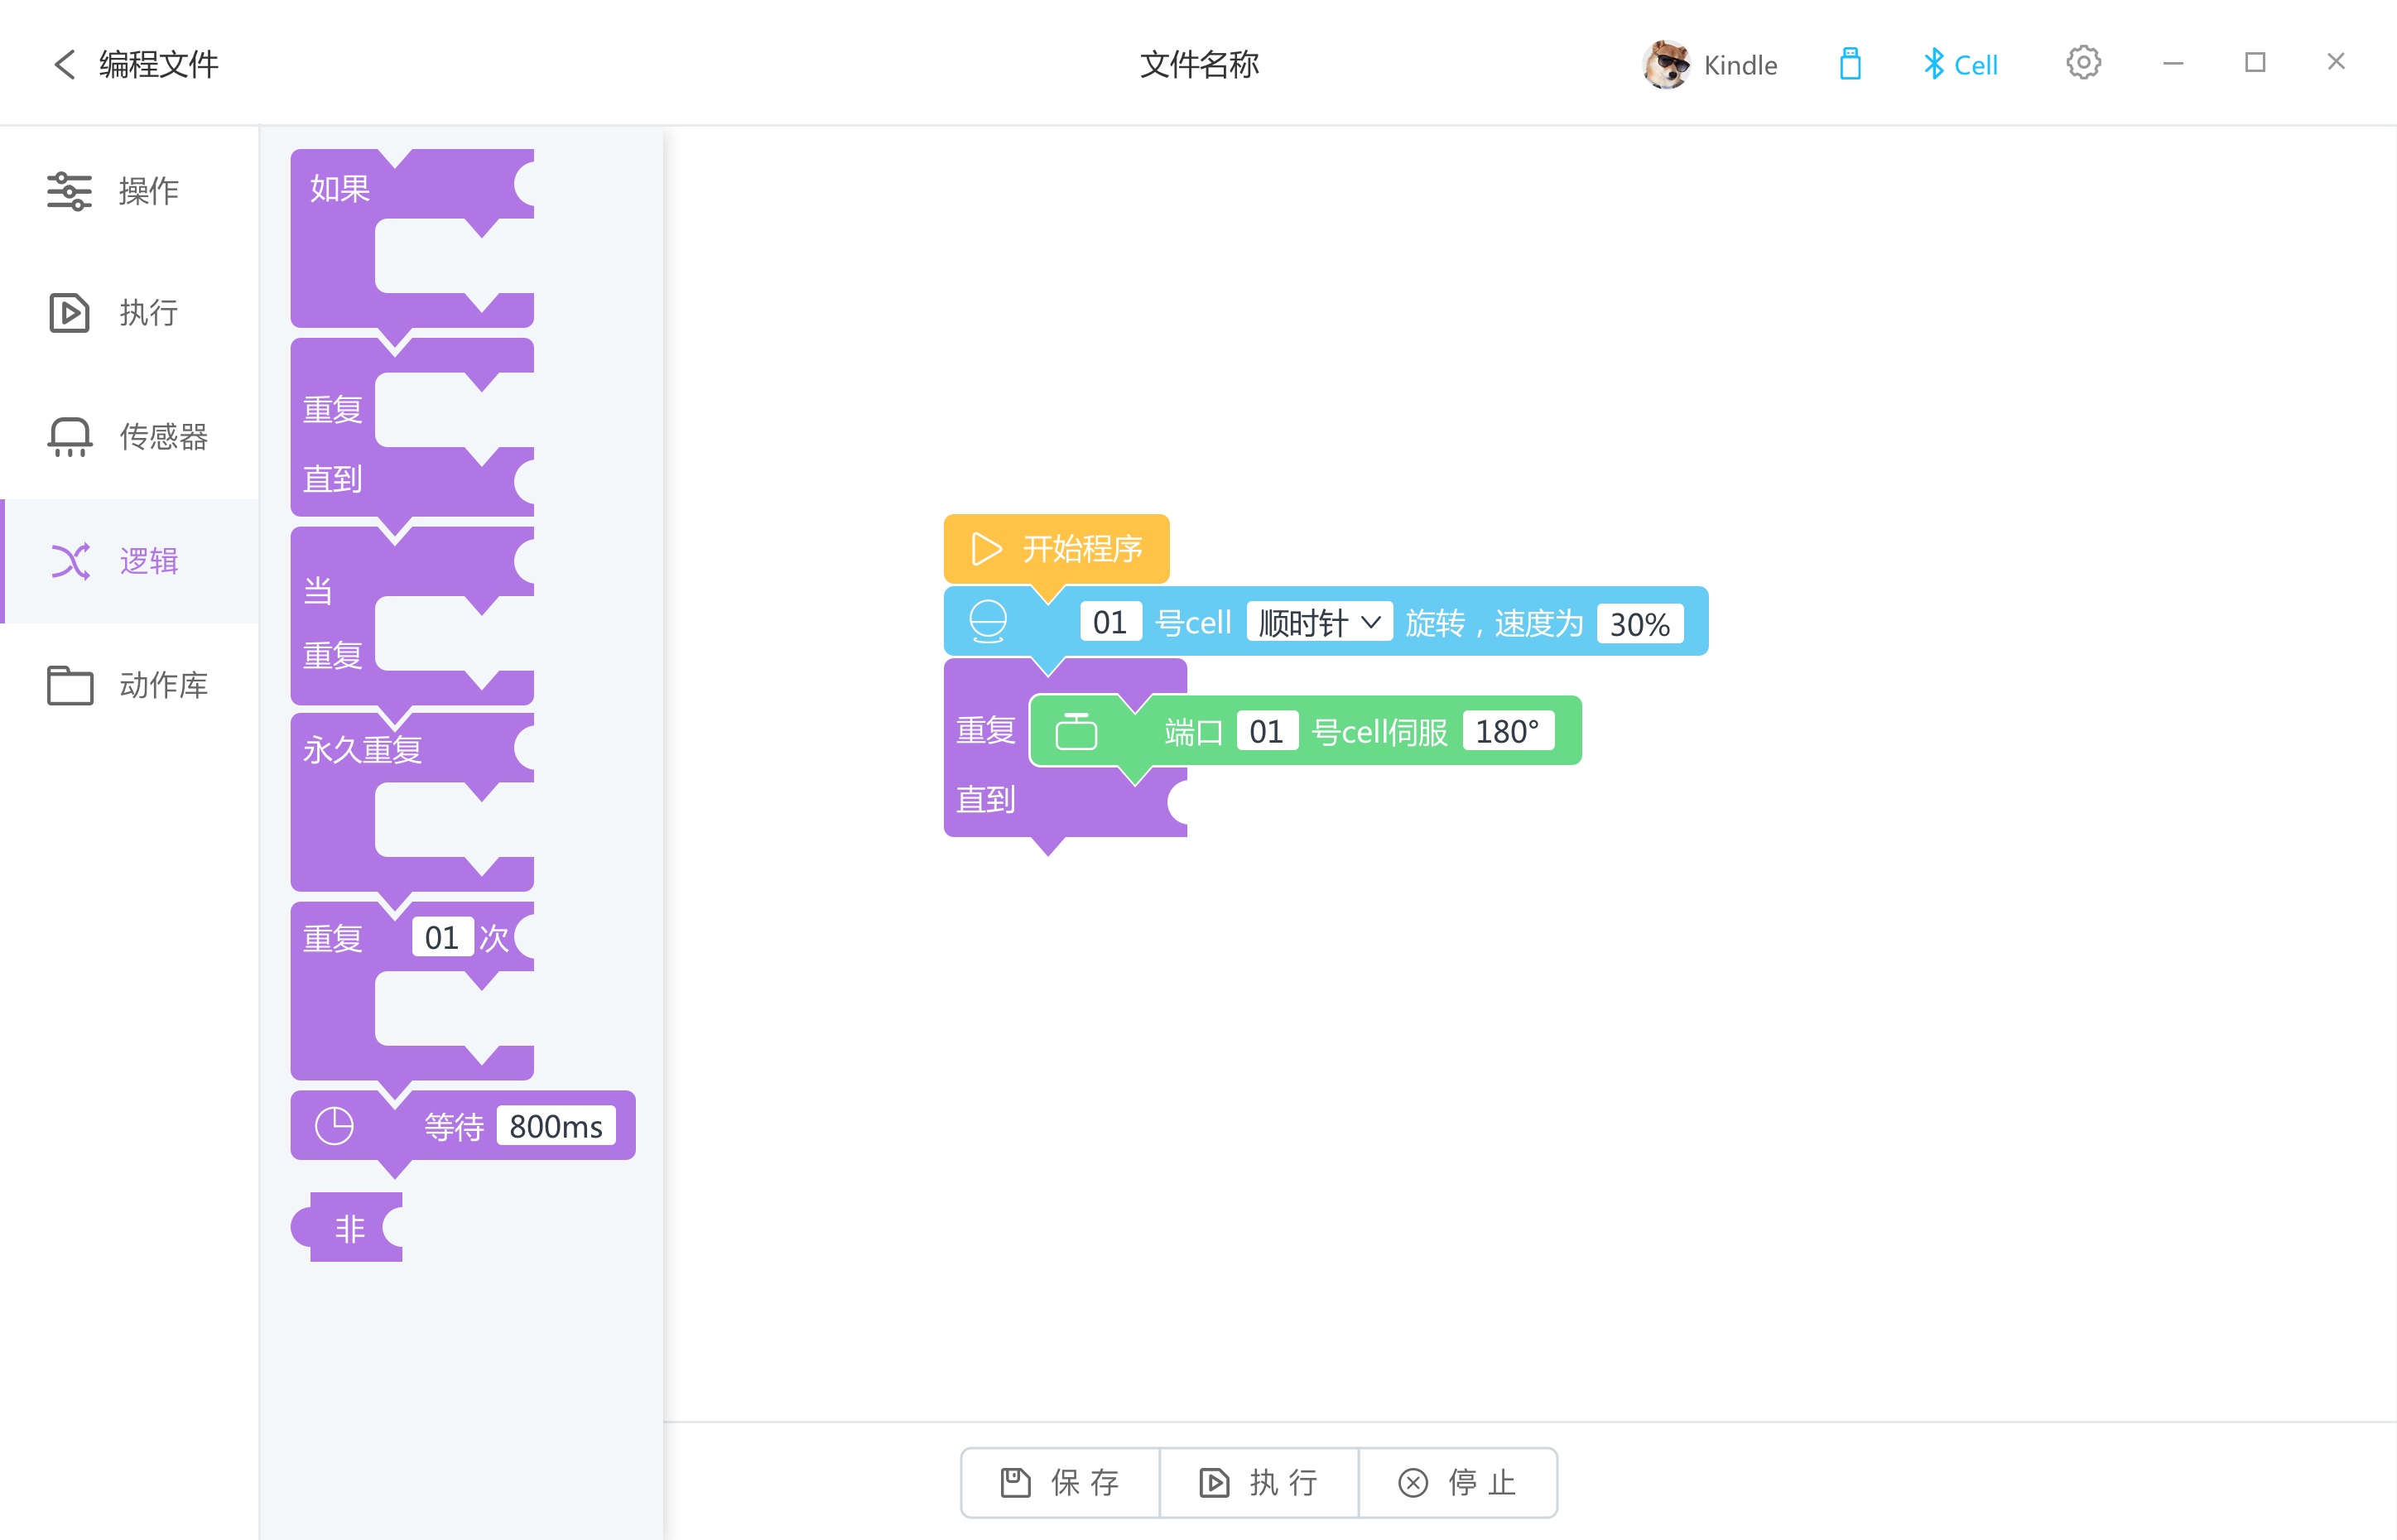 编程文件
文件名称
Kindle
Cell
操作
执行
传感器
逻辑
动作库
如果
重复
直到
当
重复
永久重复
重复 01 次
等待 800ms
非
开始程序
01 号cell 顺时针 旋转，速度为 30%
重复
端口 01 号cell伺服 180°
直到
保存
执行
停止